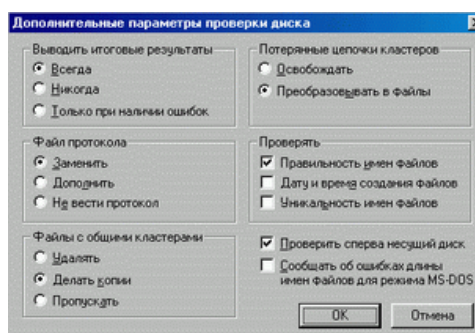 Дополнительные параметры проверки диска
Выводить итоговые результаты
Всегда
Никогда
Только при наличии ошибок
Файл протокола
Заменить
Дополнить
Не вести протокол
Файлы с общими кластерами
Удалять
Делать копии
Пропускать
Потерянные цепочки кластеров
Освобождать
Преобразовывать в файлы
Проверять
Правильность имен файлов
Дату и время создания файлов
Уникальность имен файлов
Проверить сперва несущий диск
Сообщать об ошибках длины
имен файлов для режима MS-DOS
OK
Отмена